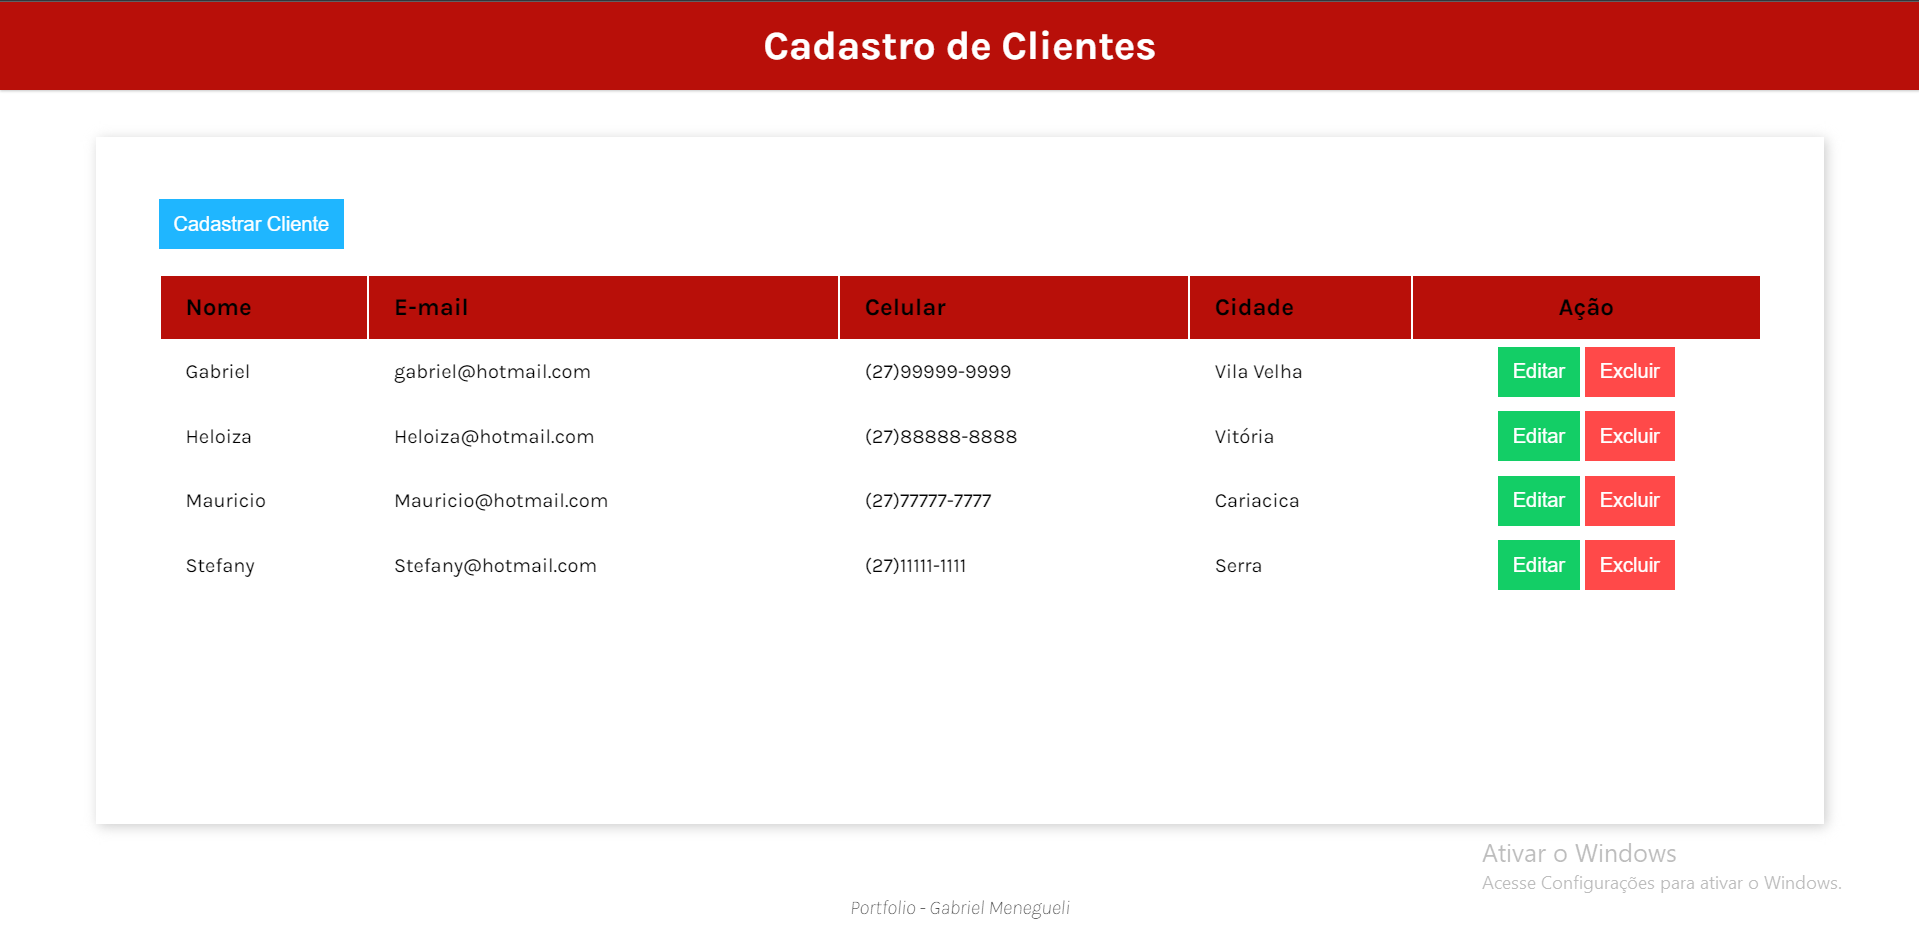 Cadastro de Clientes
Cadastrar Cliente
Nome E-mail Celular Cidade Ação
Gabriel gabriel@hotmail.com (27)99999-9999 Vila Velha Editar Excluir
Heloiza Heloiza@hotmail.com (27)88888-8888 Vitória Editar Excluir
Mauricio Mauricio@hotmail.com (27)77777-7777 Cariacica Editar Excluir
Stefany Stefany@hotmail.com (27)11111-1111 Serra Editar Excluir
Ativar o Windows
Acesse Configurações para ativar o Windows.
Portfolio - Gabriel Menegueli